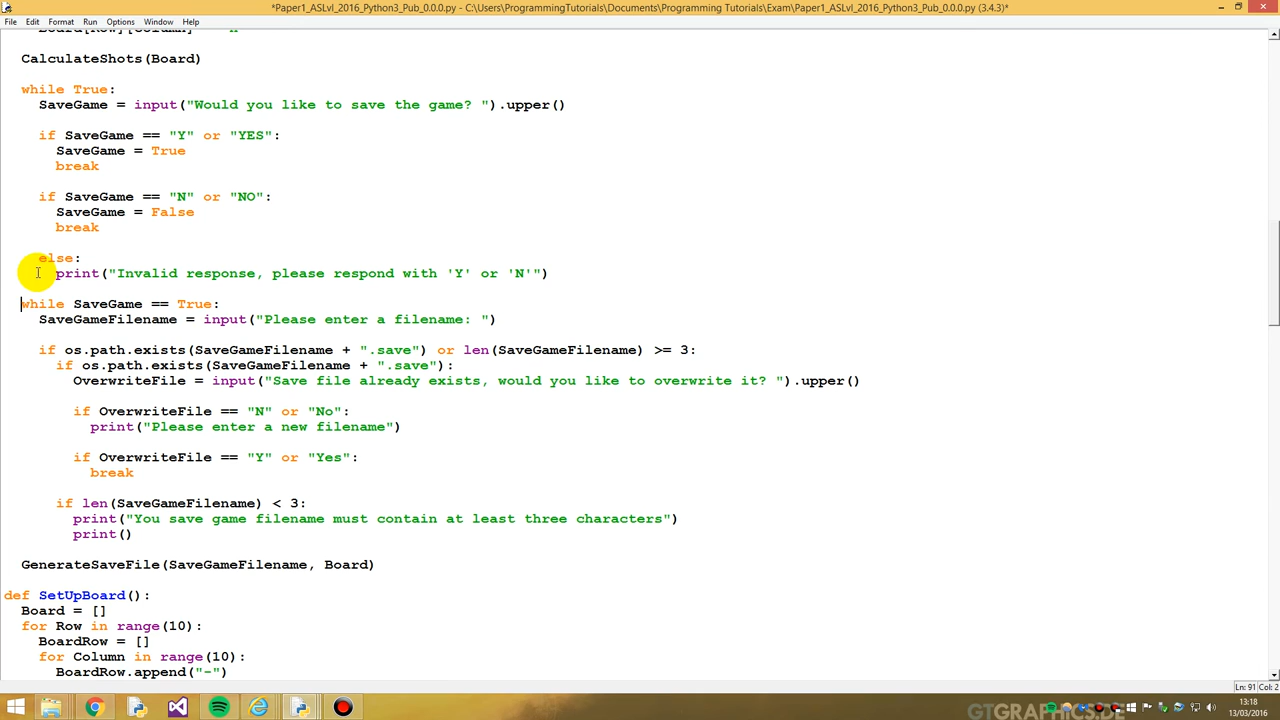 *Paper1_ASLvl_2016_Python3_Pub_0.0.0.py - C:\Users\ProgrammingTutorials\Documents\Programming Tutorials\Exam\Paper1_ASLvl_2016_Python3_Pub_0.0.0.py (3.4.3)*
File Edit Format Run Options Window Help
CalculateShots(Board)
while True:
SaveGame = input("Would you like to save the game? ").upper()
if SaveGame == "Y" or "YES":
SaveGame = True
break
if SaveGame == "N" or "NO":
SaveGame = False
break
else:
print("Invalid response, please respond with 'Y' or 'N'")
while SaveGame == True:
SaveGameFilename = input("Please enter a filename: ")
if os.path.exists(SaveGameFilename + ".save") or len(SaveGameFilename) >= 3:
if os.path.exists(SaveGameFilename + ".save"):
OverwriteFile = input("Save file already exists, would you like to overwrite it? ").upper()
if OverwriteFile == "N" or "No":
print("Please enter a new filename")
if OverwriteFile == "Y" or "Yes":
break
if len(SaveGameFilename) < 3:
print("You save game filename must contain at least three characters")
print()
GenerateSaveFile(SaveGameFilename, Board)
def SetUpBoard():
Board = []
for Row in range(10):
BoardRow = []
for Column in range(10):
BoardRow.append("-")
Ln: 91 Col: 2
13:18
13/03/2016